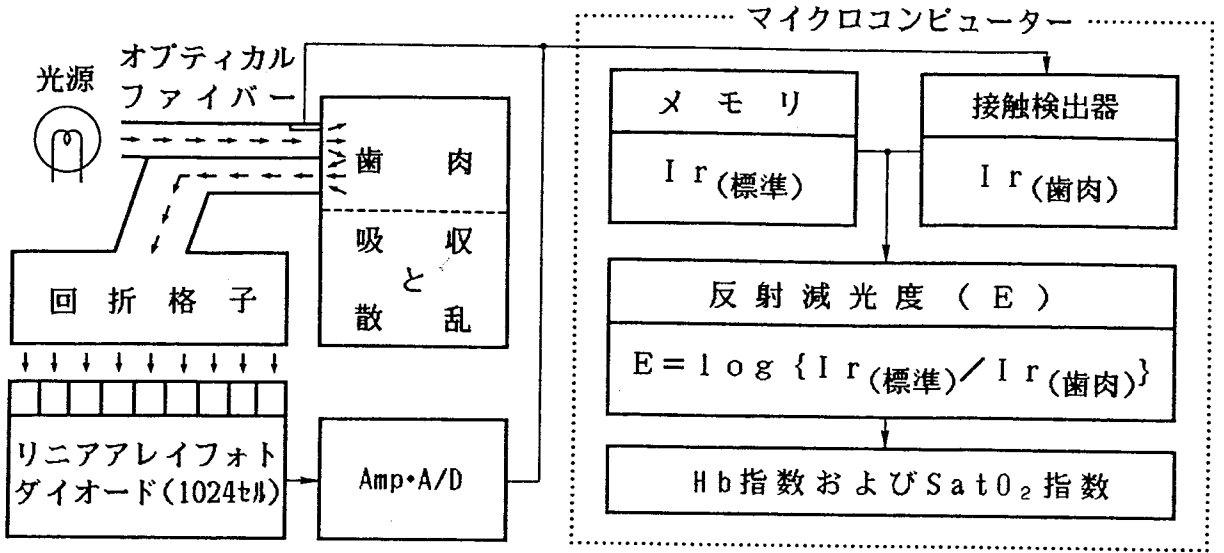 光源
オプティカル
ファイバー
歯肉
吸収
と
散乱
回折格子
リニアアレイフォト
ダイオード(1024ｾﾙ)
Amp・A/D
マイクロコンピューター
メモリ
Ir(標準)
接触検出器
Ir(歯肉)
反射減光度(E)
E=log{Ir(標準)/Ir(歯肉)}
Hb指数およびSatO₂指数